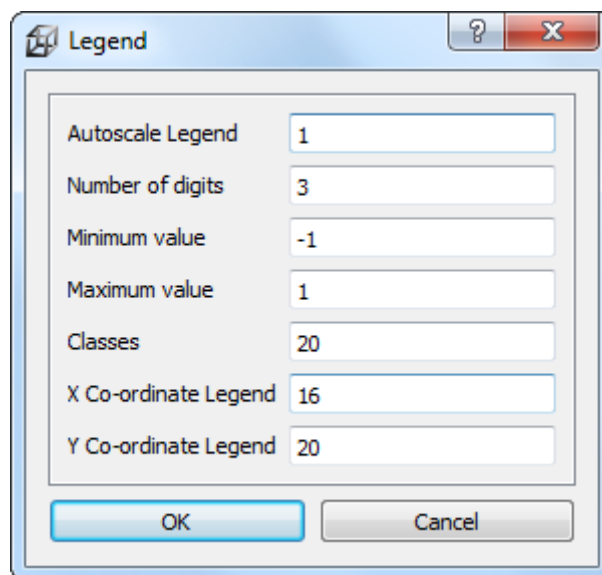 Legend
Autoscale Legend 1
Number of digits 3
Minimum value -1
Maximum value 1
Classes 20
X Co-ordinate Legend 16
Y Co-ordinate Legend 20
OK Cancel